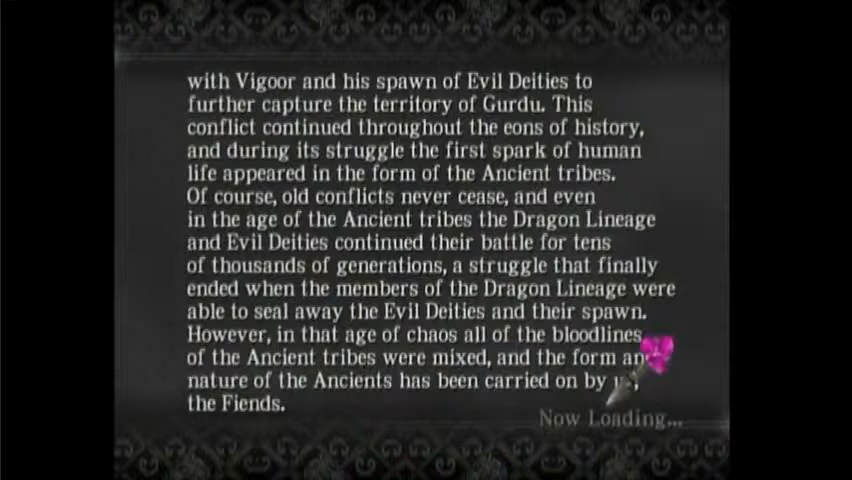 with Vigoor and his spawn of Evil Deities to
further capture the territory of Gurdu. This
conflict continued throughout the eons of history,
and during its struggle the first spark of human
life appeared in the form of the Ancient tribes.
Of course, old conflicts never cease, and even
in the age of the Ancient tribes the Dragon Lineage
and Evil Deities continued their battle for tens
of thousands of generations, a struggle that finally
ended when the members of the Dragon Lineage were
able to seal away the Evil Deities and their spawn.
However, in that age of chaos all of the bloodlines
of the Ancient tribes were mixed, and the form
nature of the Ancients has been carried on by
the Fiends.
Now Loading...